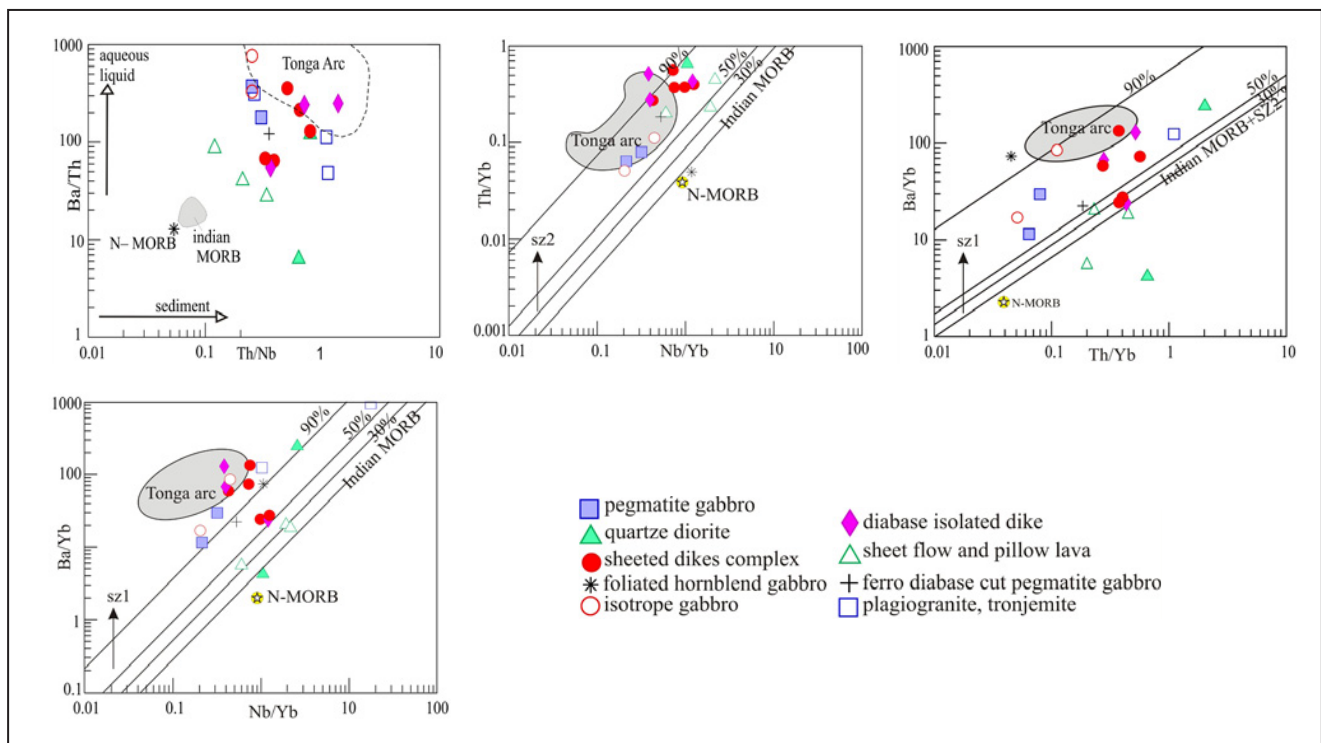 1000
aqueous
liquid
Tonga Arc
100
Ba/Th
10
N– MORB
indian
MORB
sediment
1
0.01
0.1
Th/Nb
1
10
1
90%
50%
30%
Indian MORB
0.1
Tonga arc
Th/Yb
N-MORB
0.01
sz2
0.001
0.01
0.1
Nb/Yb
1
10
100
1000
90%
50%
Indian MORB+SZ2
100
Tonga arc
Ba/Yb
10
sz1
N-MORB
1
0.01
0.1
Th/Yb
1
10
1000
90%
50%
30%
Indian MORB
100
Tonga arc
Ba/Yb
10
N-MORB
1
sz1
0.1
0.01
0.1
Nb/Yb
1
10
100
pegmatite gabbro
quartze diorite
sheeted dikes complex
foliated hornblend gabbro
isotrope gabbro
diabase isolated dike
sheet flow and pillow lava
ferro diabase cut pegmatite gabbro
plagiogranite, tronjemite